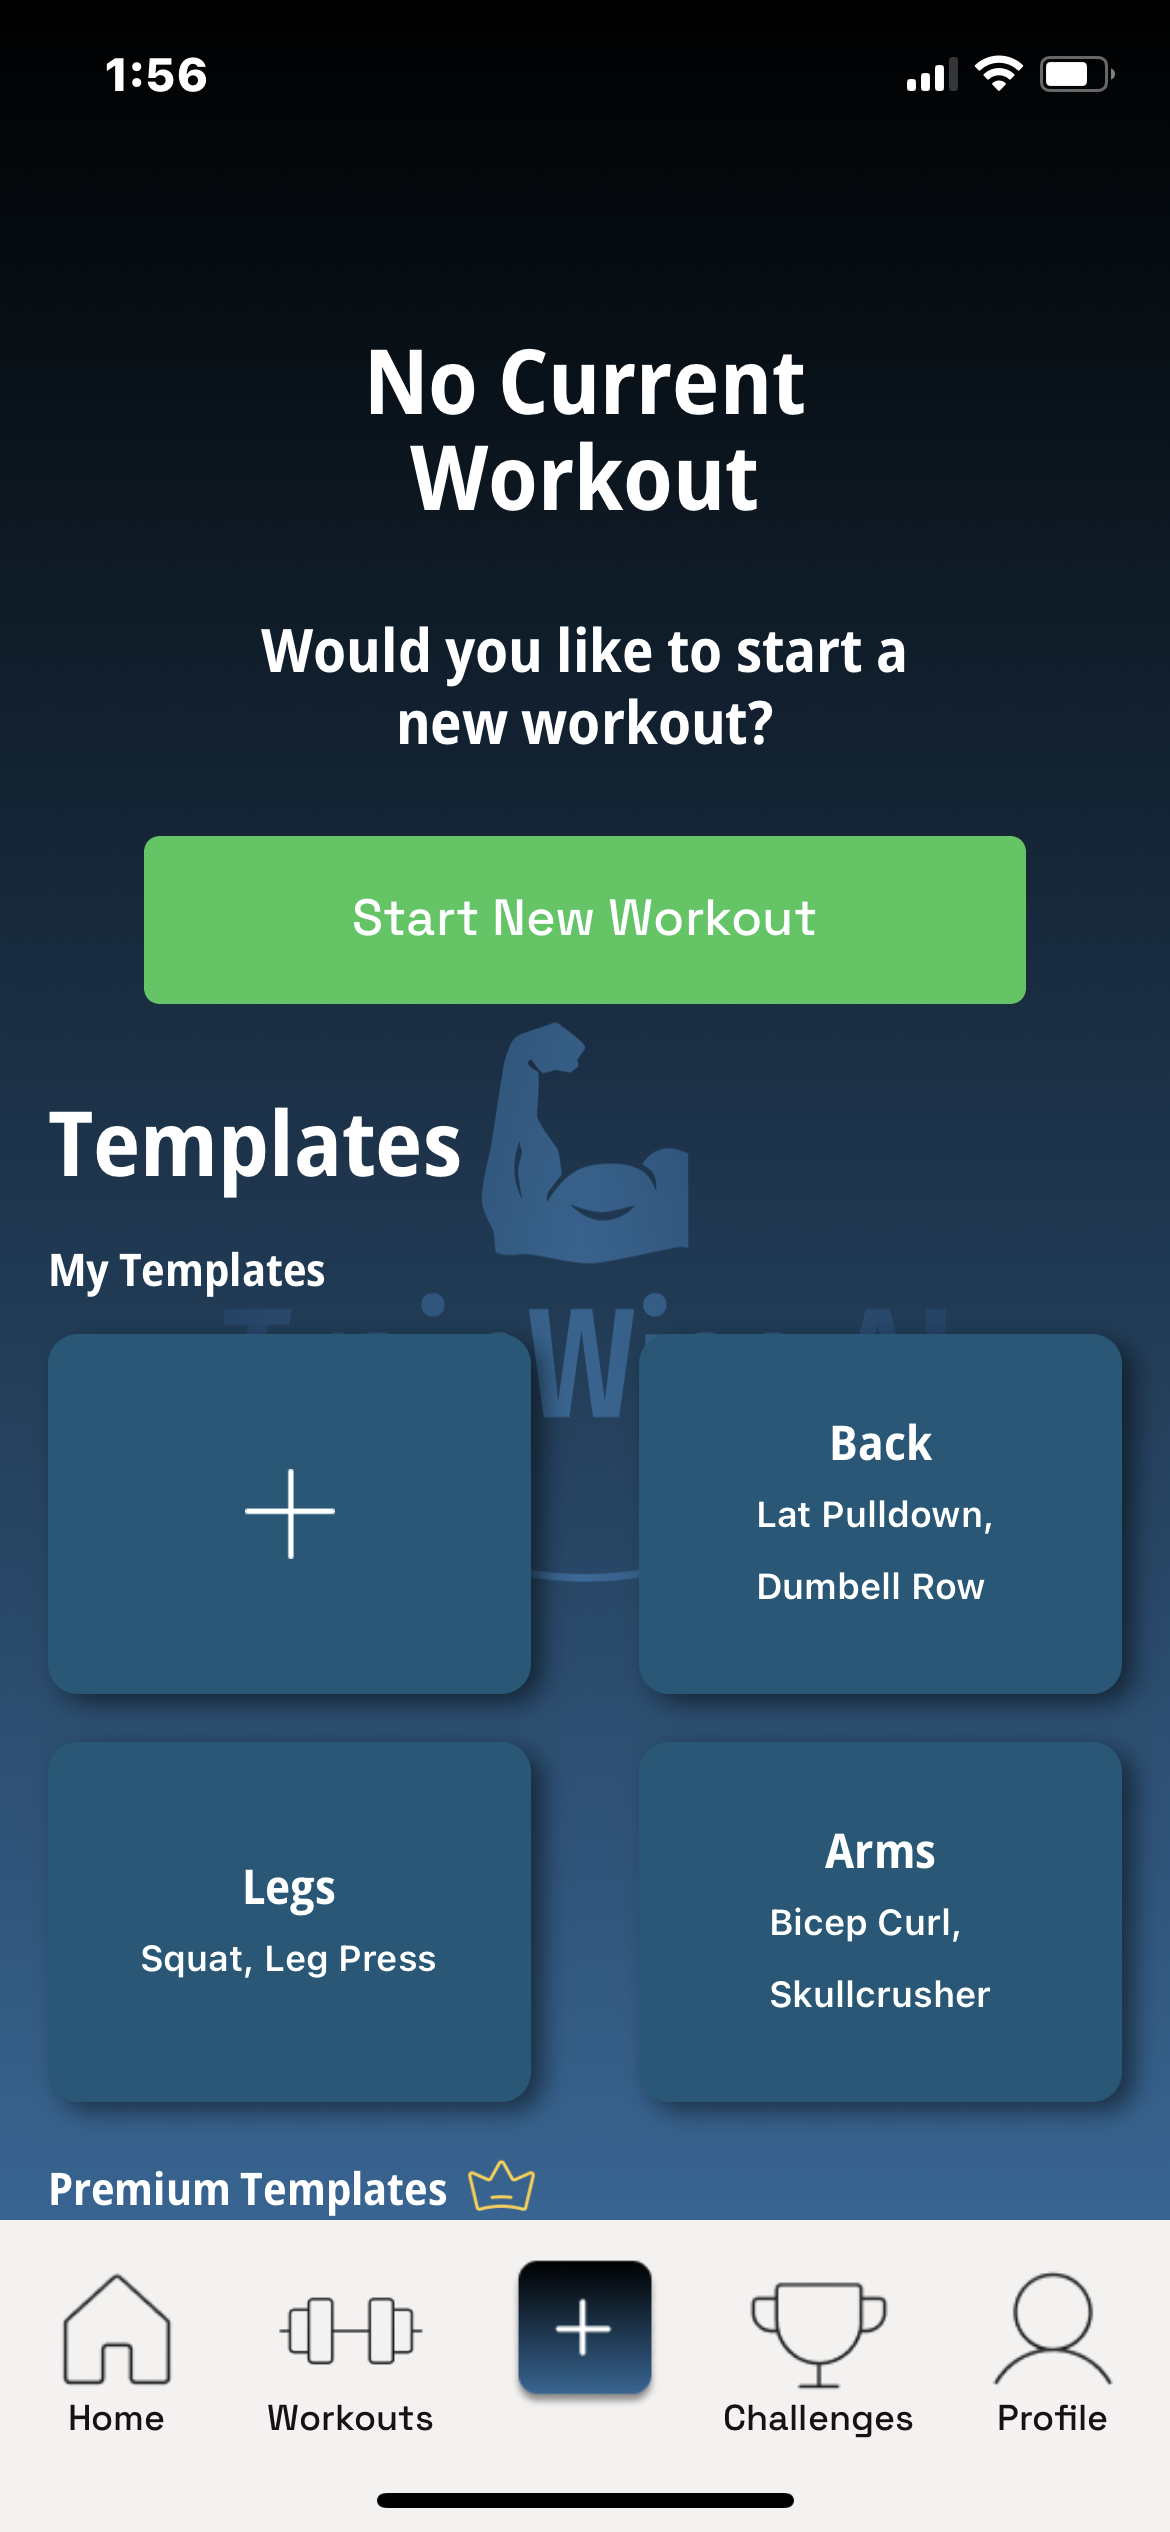 1:56
No Current
Workout
Would you like to start a
new workout?
Start New Workout
Templates
My Templates
Back
Lat Pulldown,
Dumbell Row
Legs
Squat, Leg Press
Arms
Bicep Curl,
Skullcrusher
Premium Templates
Home
Workouts
Challenges
Profile